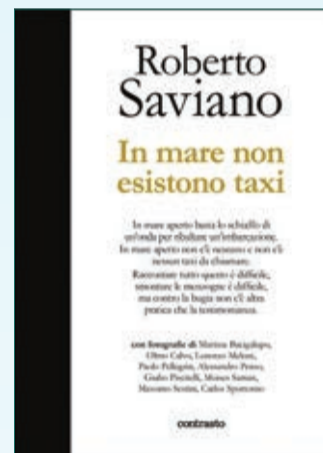 Roberto
Saviano
In mare non
esistono taxi
In mare aperto basta lo schiaffo di
un'onda per ribaltare un'imbarcazione.
In mare aperto non c'è nessuno e non c'è
nessun taxi da chiamare.
Raccontare tutto questo è difficile,
smontare le menzogne è difficile,
ma contro la bugia non c'è altra
pratica che la testimonianza.
con fotografie di Martina Bacigalupo,
Olmo Calvo, Lorenzo Meloni,
Paolo Pellegrin, Alessandro Penso,
Giulio Piscitelli, Moises Saman,
Massimo Sestini, Carlos Spottorno
contrasto